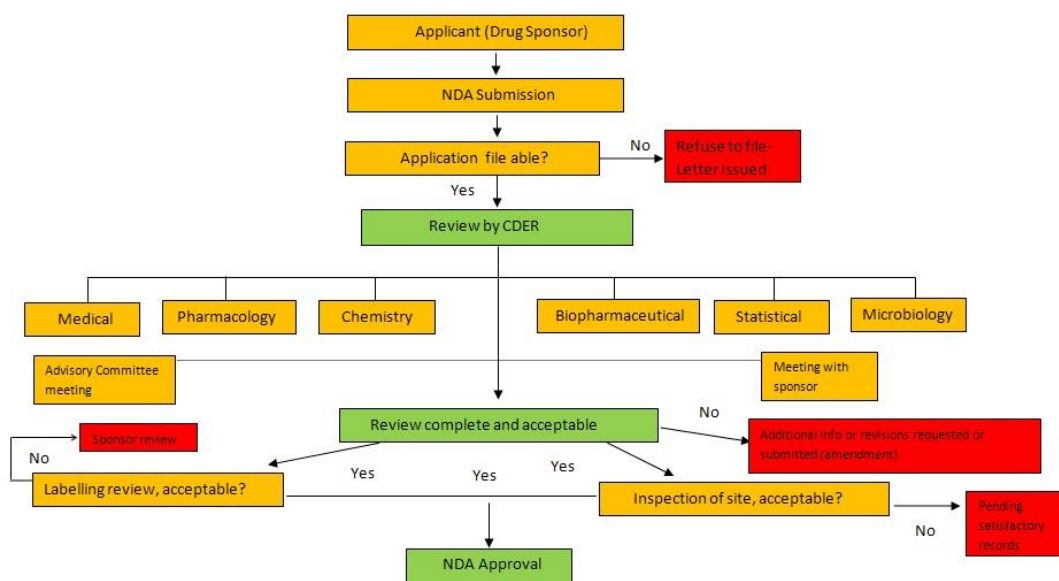 Applicant (Drug Sponsor)
NDA Submission
Application file able?
No
Refuse to file-
Letter Issued
Yes
Review by CDER
Medical
Pharmacology
Chemistry
Biopharmaceutical
Statistical
Microbiology
Advisory Committee
meeting
Meeting with
sponsor
Review complete and acceptable
No
Additional info or revisions requested or
submitted (amendment)
Sponsor review
No
Yes
Yes
Yes
Labelling review, acceptable?
Inspection of site, acceptable?
No
Pending
satisfactory
records
NDA Approval